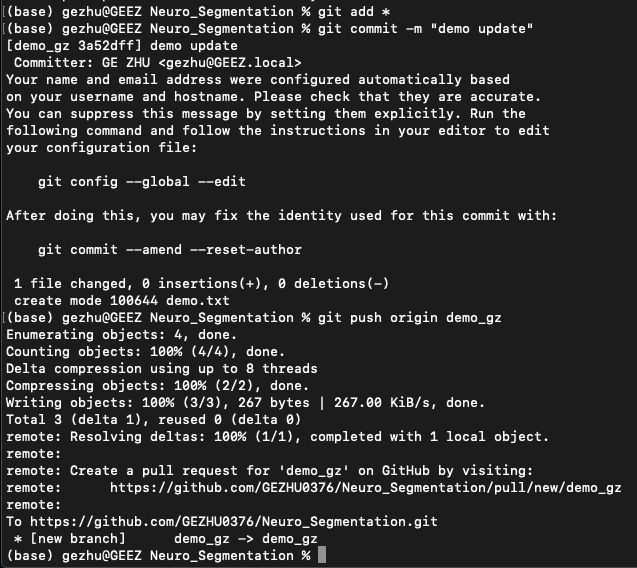 (base) gezhu@GEEZ Neuro_Segmentation % git add *
(base) gezhu@GEEZ Neuro_Segmentation % git commit -m "demo update"
[demo_gz 3a52dff] demo update
 Committer: GE ZHU <gezhu@GEEZ.local>
Your name and email address were configured automatically based
on your username and hostname. Please check that they are accurate.
You can suppress this message by setting them explicitly. Run the
following command and follow the instructions in your editor to edit
your configuration file:

    git config --global --edit

After doing this, you may fix the identity used for this commit with:

    git commit --amend --reset-author

 1 file changed, 0 insertions(+), 0 deletions(-)
 create mode 100644 demo.txt
(base) gezhu@GEEZ Neuro_Segmentation % git push origin demo_gz
Enumerating objects: 4, done.
Counting objects: 100% (4/4), done.
Delta compression using up to 8 threads
Compressing objects: 100% (2/2), done.
Writing objects: 100% (3/3), 267 bytes | 267.00 KiB/s, done.
Total 3 (delta 1), reused 0 (delta 0)
remote: Resolving deltas: 100% (1/1), completed with 1 local object.
remote:
remote: Create a pull request for 'demo_gz' on GitHub by visiting:
remote:      https://github.com/GEZHU0376/Neuro_Segmentation/pull/new/demo_gz
remote:
To https://github.com/GEZHU0376/Neuro_Segmentation.git
 * [new branch]      demo_gz -> demo_gz
(base) gezhu@GEEZ Neuro_Segmentation %